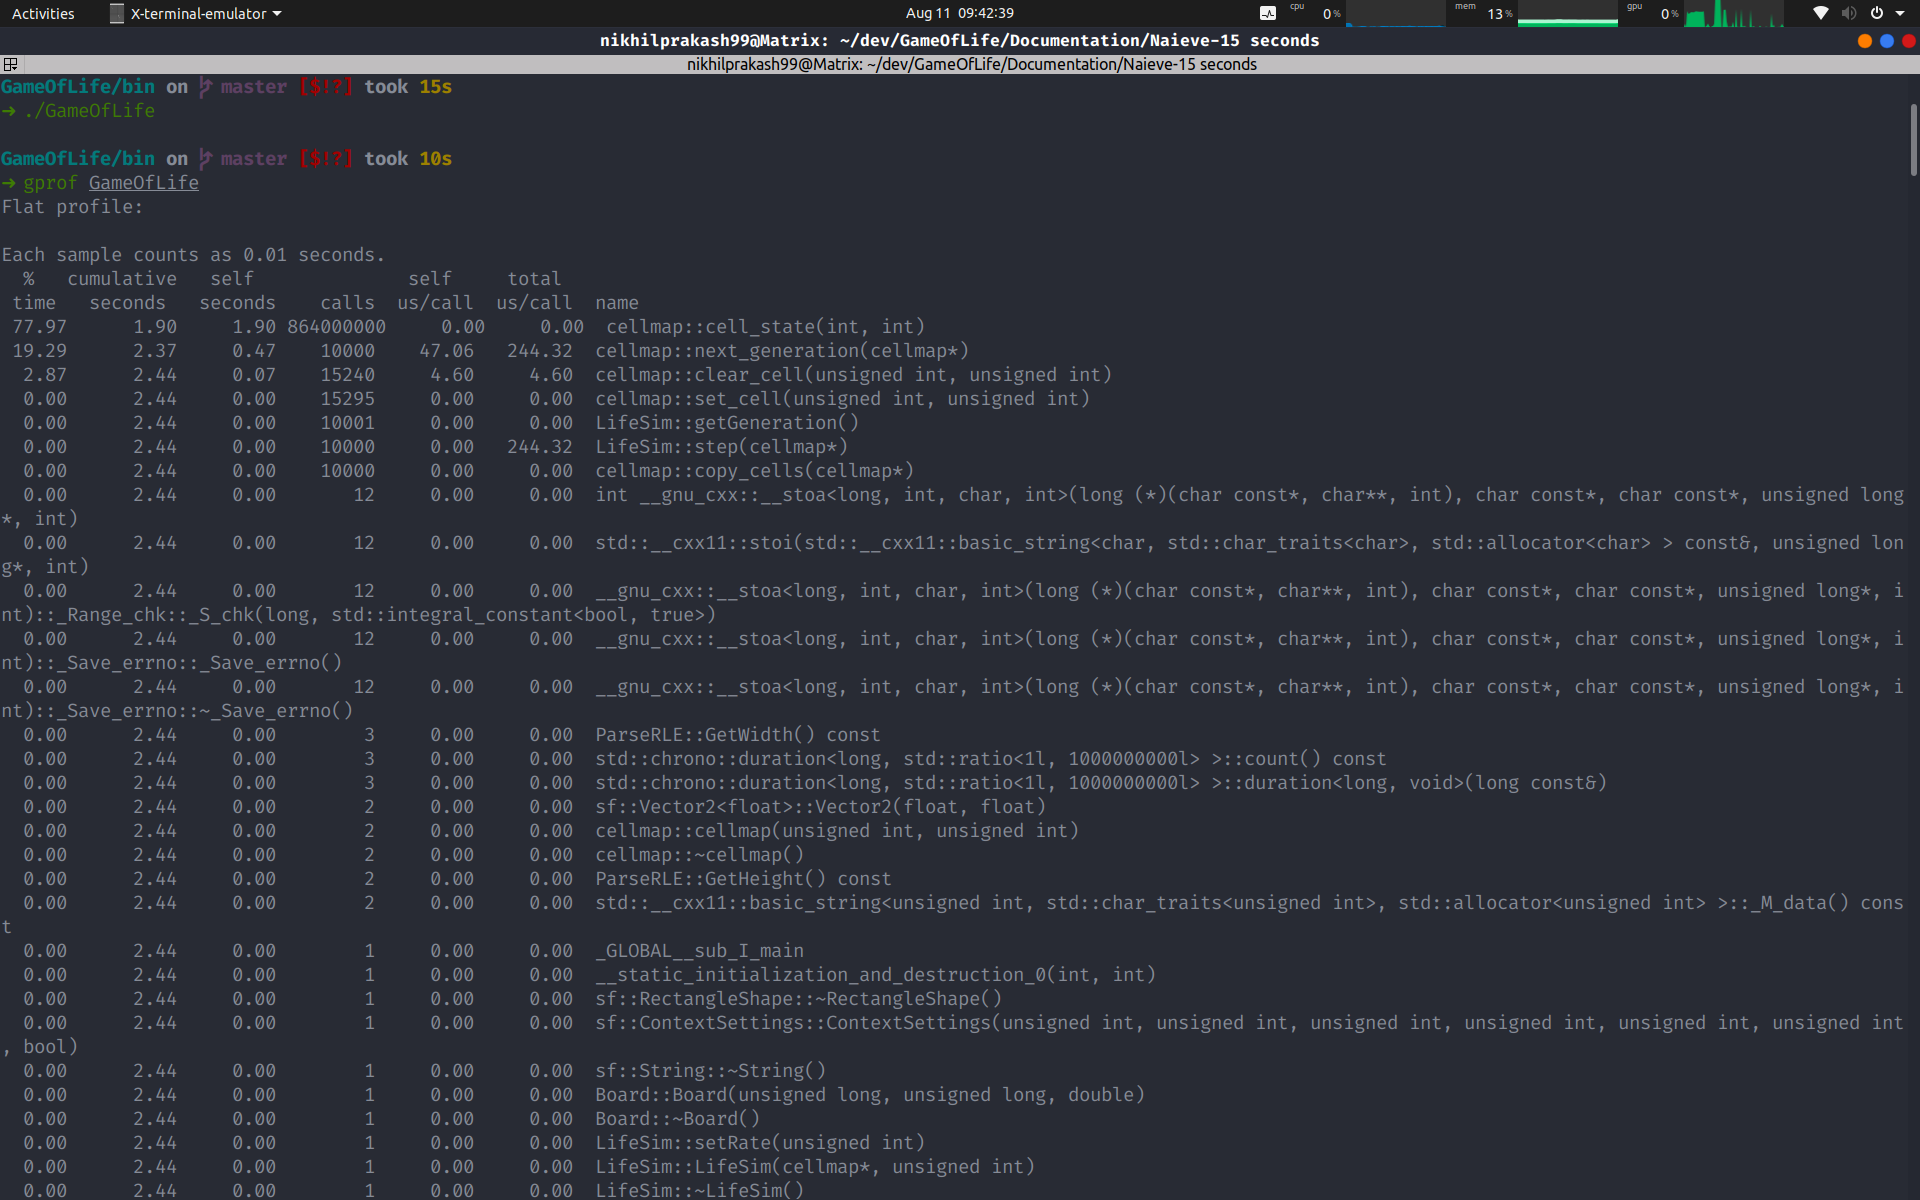 Activities X-terminal-emulator Aug 11 09:42:39 cpu 0% mem 13% gpu 0%
nikhilprakash99@Matrix: ~/dev/GameOfLife/Documentation/Naieve-15 seconds
nikhilprakash99@Matrix: ~/dev/GameOfLife/Documentation/Naieve-15 seconds
GameOfLife/bin on master [$!?] took 15s
→ ./GameOfLife
GameOfLife/bin on master [$!?] took 10s
→ gprof GameOfLife
Flat profile:
Each sample counts as 0.01 seconds.
% cumulative self self total
time seconds seconds calls us/call us/call name
77.97 1.90 1.90 864000000 0.00 0.00 cellmap::cell_state(int, int)
19.29 2.37 0.47 10000 47.06 244.32 cellmap::next_generation(cellmap*)
2.87 2.44 0.07 15240 4.60 4.60 cellmap::clear_cell(unsigned int, unsigned int)
0.00 2.44 0.00 15295 0.00 0.00 cellmap::set_cell(unsigned int, unsigned int)
0.00 2.44 0.00 10001 0.00 0.00 LifeSim::getGeneration()
0.00 2.44 0.00 10000 0.00 244.32 LifeSim::step(cellmap*)
0.00 2.44 0.00 10000 0.00 0.00 cellmap::copy_cells(cellmap*)
0.00 2.44 0.00 12 0.00 0.00 int __gnu_cxx::__stoa<long, int, char, int>(long (*)(char const*, char**, int), char const*, char const*, unsigned long
*, int)
0.00 2.44 0.00 12 0.00 0.00 std::__cxx11::stoi(std::__cxx11::basic_string<char, std::char_traits<char>, std::allocator<char> > const&, unsigned lon
g*, int)
0.00 2.44 0.00 12 0.00 0.00 __gnu_cxx::__stoa<long, int, char, int>(long (*)(char const*, char**, int), char const*, char const*, unsigned long*, i
nt)::_Range_chk::_S_chk(long, std::integral_constant<bool, true>)
0.00 2.44 0.00 12 0.00 0.00 __gnu_cxx::__stoa<long, int, char, int>(long (*)(char const*, char**, int), char const*, char const*, unsigned long*, i
nt)::_Save_errno::_Save_errno()
0.00 2.44 0.00 12 0.00 0.00 __gnu_cxx::__stoa<long, int, char, int>(long (*)(char const*, char**, int), char const*, char const*, unsigned long*, i
nt)::_Save_errno::~_Save_errno()
0.00 2.44 0.00 3 0.00 0.00 ParseRLE::GetWidth() const
0.00 2.44 0.00 3 0.00 0.00 std::chrono::duration<long, std::ratio<1l, 1000000000l> >::count() const
0.00 2.44 0.00 3 0.00 0.00 std::chrono::duration<long, std::ratio<1l, 1000000000l> >::duration<long, void>(long const&)
0.00 2.44 0.00 2 0.00 0.00 sf::Vector2<float>::Vector2(float, float)
0.00 2.44 0.00 2 0.00 0.00 cellmap::cellmap(unsigned int, unsigned int)
0.00 2.44 0.00 2 0.00 0.00 cellmap::~cellmap()
0.00 2.44 0.00 2 0.00 0.00 ParseRLE::GetHeight() const
0.00 2.44 0.00 2 0.00 0.00 std::__cxx11::basic_string<unsigned int, std::char_traits<unsigned int>, std::allocator<unsigned int> >::_M_data() cons
t
0.00 2.44 0.00 1 0.00 0.00 _GLOBAL__sub_I_main
0.00 2.44 0.00 1 0.00 0.00 __static_initialization_and_destruction_0(int, int)
0.00 2.44 0.00 1 0.00 0.00 sf::RectangleShape::~RectangleShape()
0.00 2.44 0.00 1 0.00 0.00 sf::ContextSettings::ContextSettings(unsigned int, unsigned int, unsigned int, unsigned int, unsigned int, unsigned int
, bool)
0.00 2.44 0.00 1 0.00 0.00 sf::String::~String()
0.00 2.44 0.00 1 0.00 0.00 Board::Board(unsigned long, unsigned long, double)
0.00 2.44 0.00 1 0.00 0.00 Board::~Board()
0.00 2.44 0.00 1 0.00 0.00 LifeSim::setRate(unsigned int)
0.00 2.44 0.00 1 0.00 0.00 LifeSim::LifeSim(cellmap*, unsigned int)
0.00 2.44 0.00 1 0.00 0.00 LifeSim::~LifeSim()